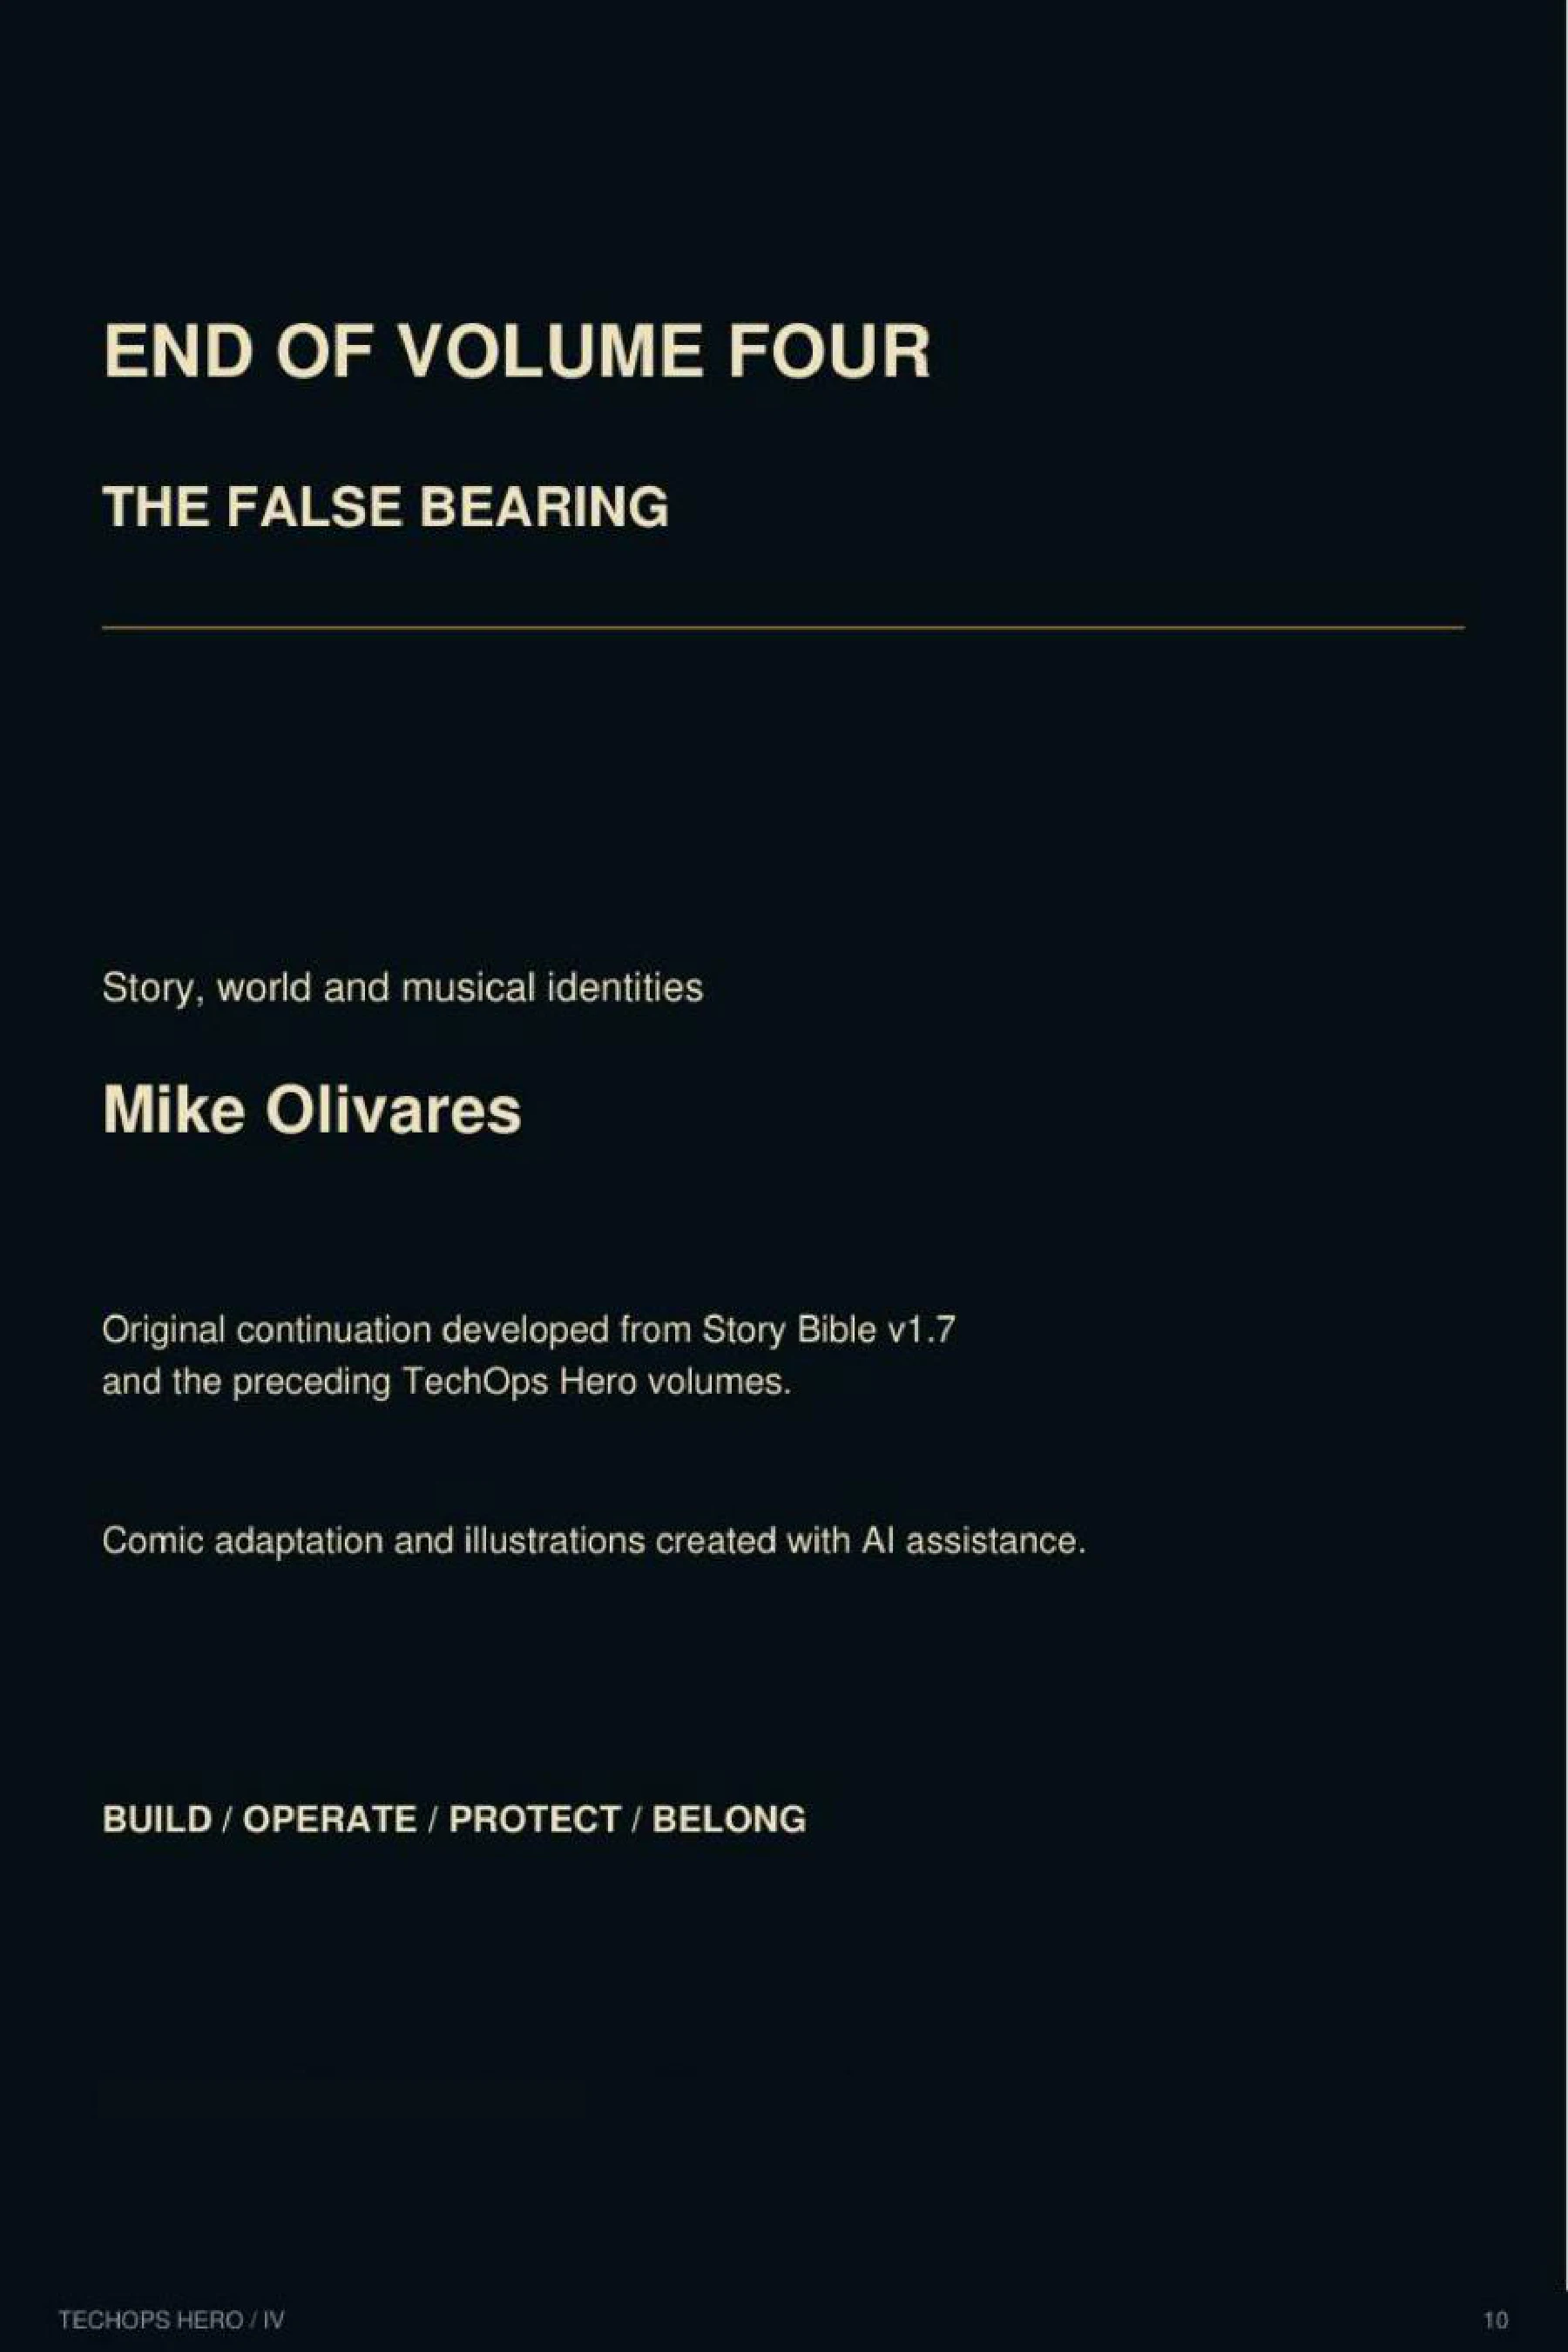 END OF VOLUME FOUR
THE FALSE BEARING
Story, world and musical identities
Mike Olivares
Original continuation developed from Story Bible v1.7
and the preceding TechOps Hero volumes.
Comic adaptation and illustrations created with AI assistance.
BUILD / OPERATE / PROTECT / BELONG
TECHOPS HERO / IV
10